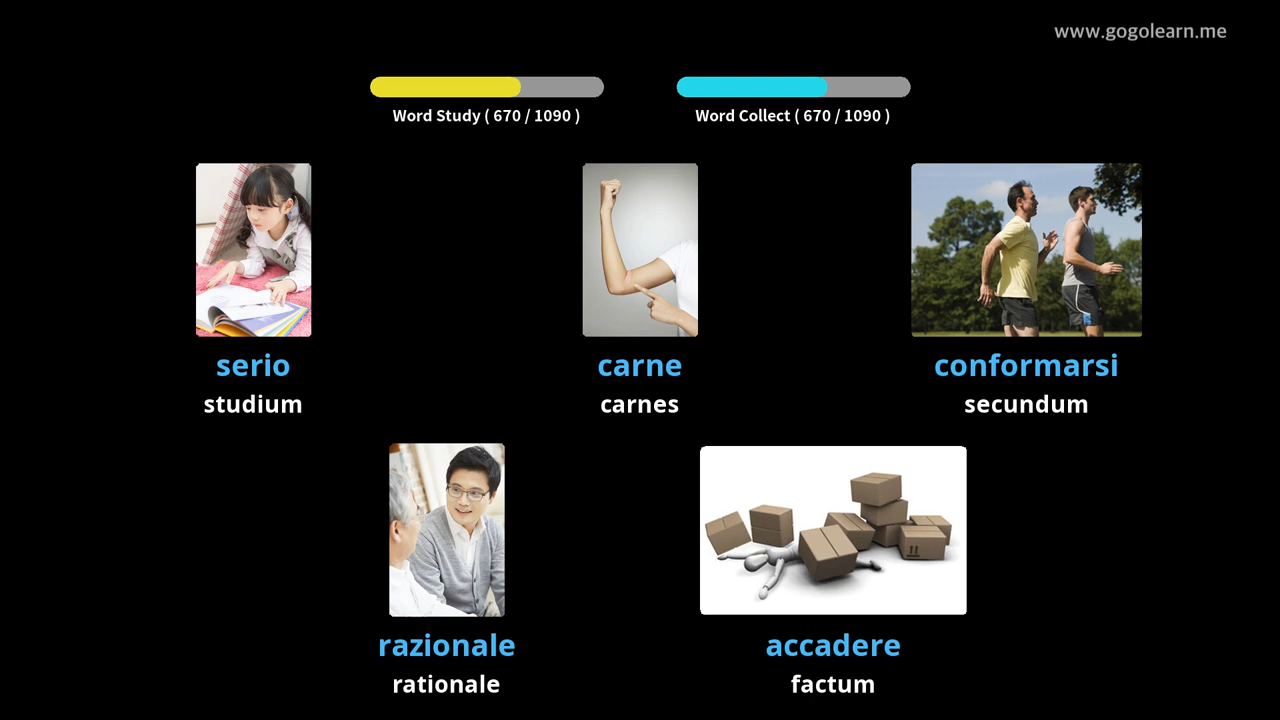 www.gogolearn.me
Word Study ( 670 / 1090 )
Word Collect ( 670 / 1090 )
serio
studium
carne
carnes
conformarsi
secundum
razionale
rationale
accadere
factum